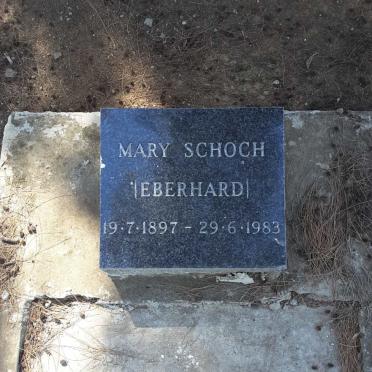 MARY SCHOCH
|EBERHARD|
19·7·1897 - 29·6·1983